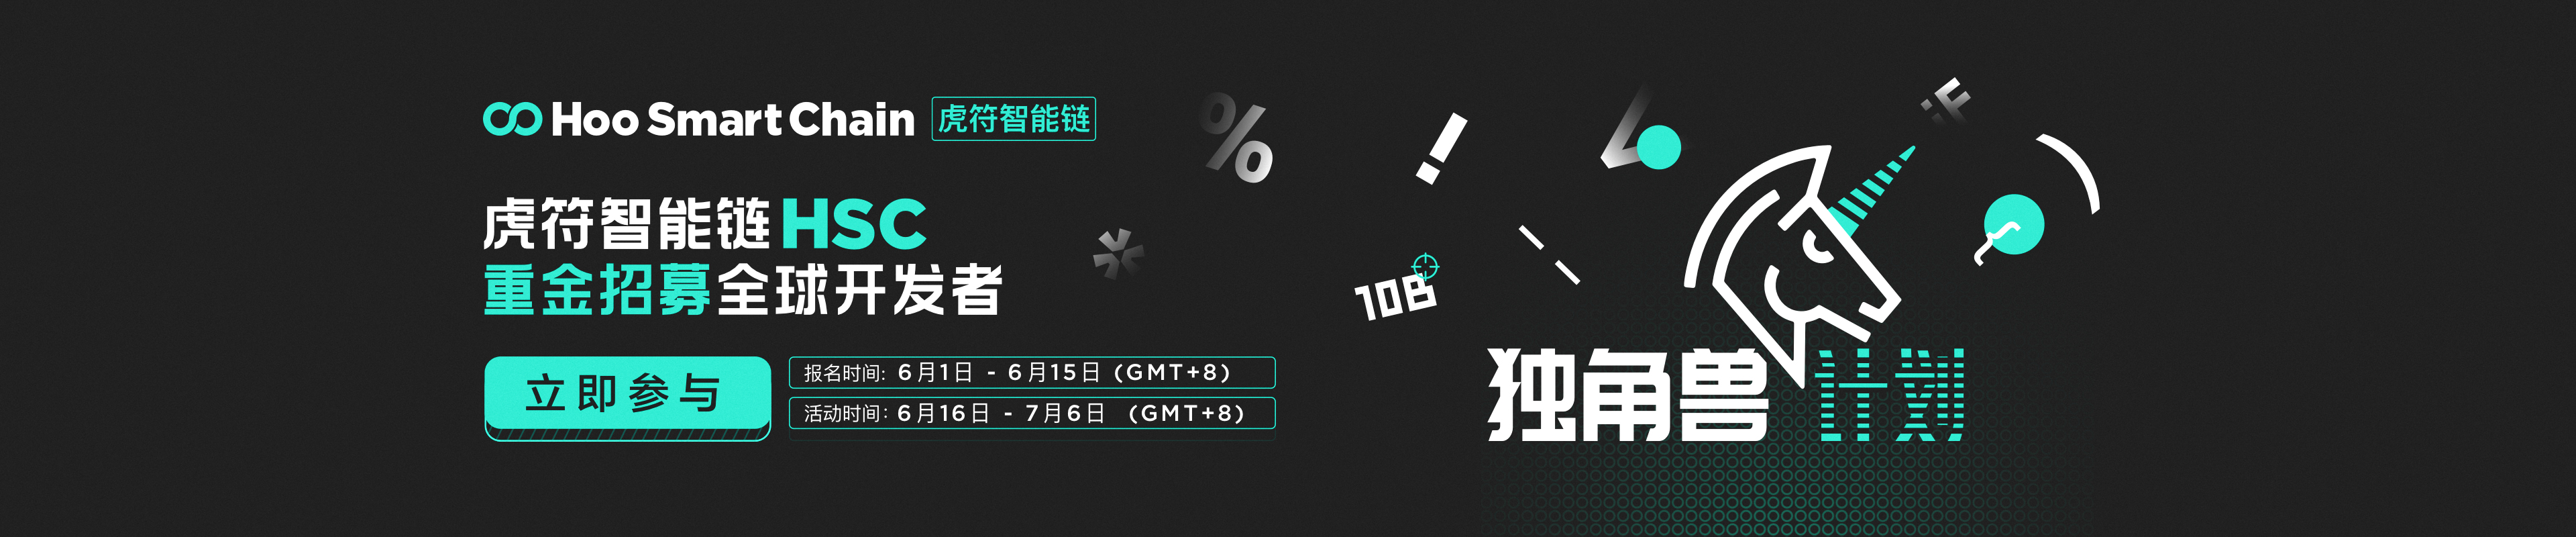 Hoo Smart Chain 虎符智能链
虎符智能链HSC
重金招募全球开发者
立即参与
报名时间: 6月1日 - 6月15日 (GMT+8)
活动时间: 6月16日 - 7月6日 (GMT+8)
%
!
*
108
独角兽计划